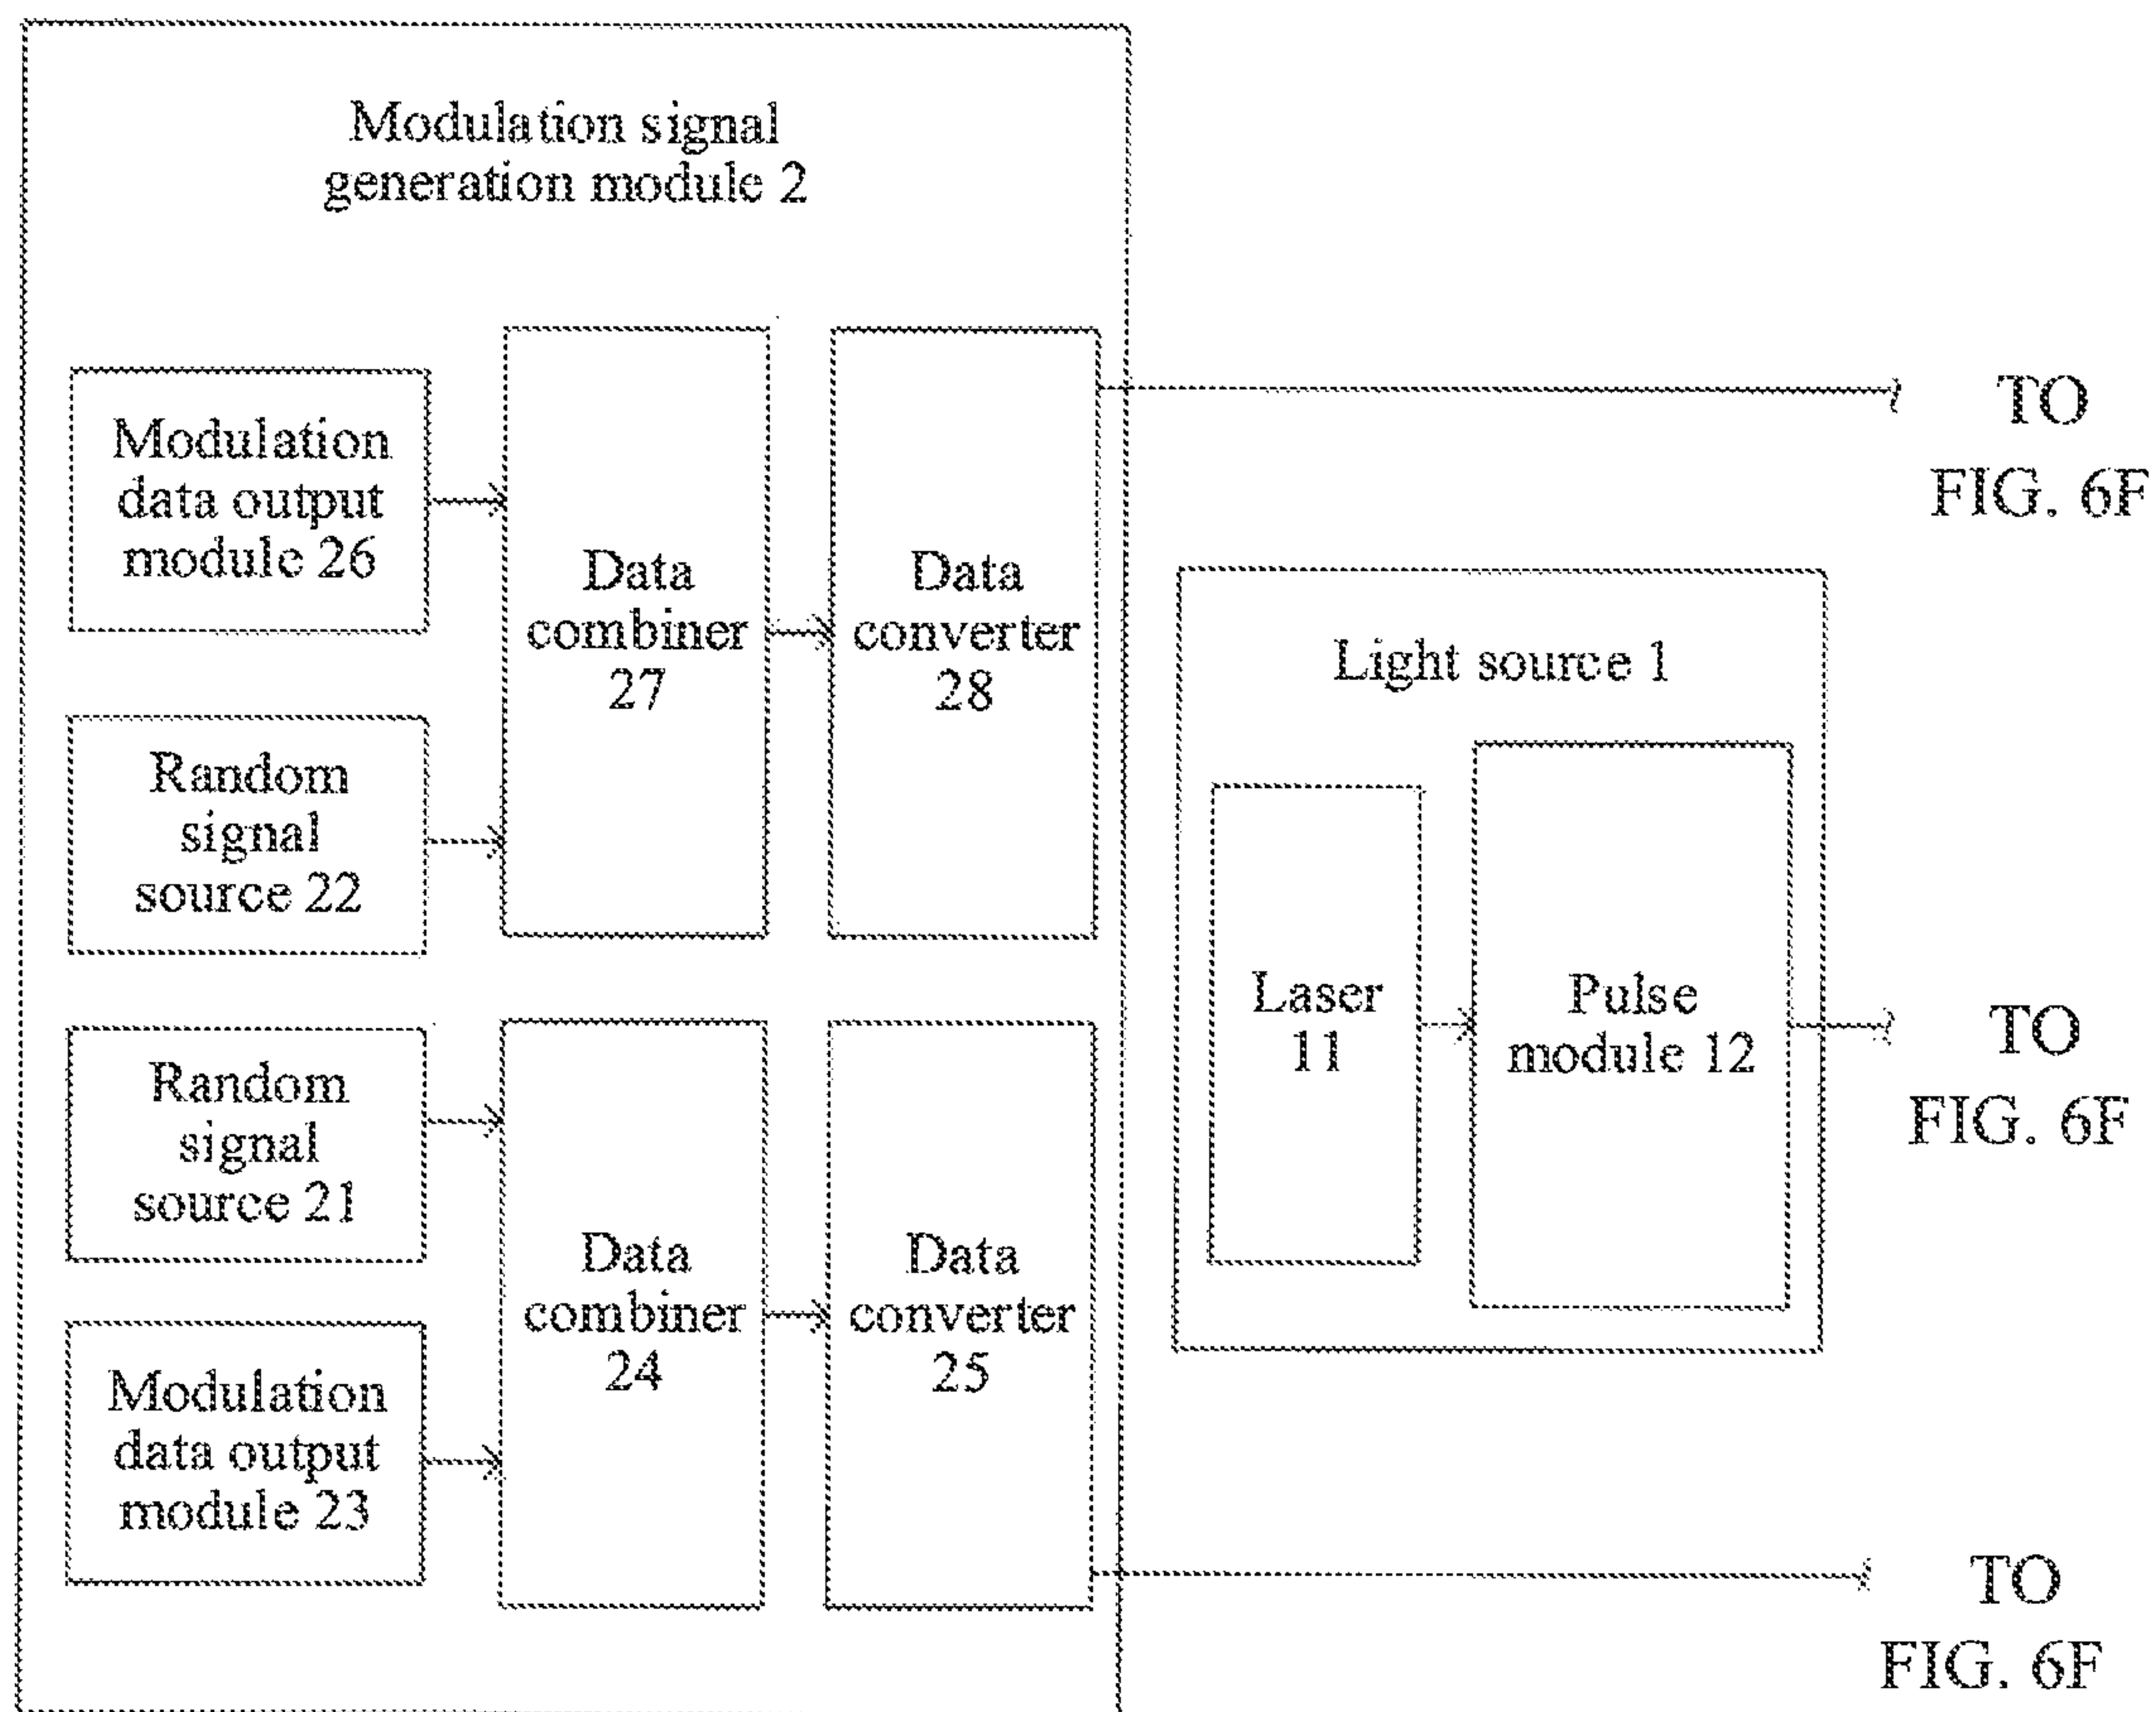 Modulation signal
generation module 2
Modulation
data output
module 26
Random
signal
source 22
Data
combiner
27
Data
converter
28
TO
FIG. 6F
Random
signal
source 21
Modulation
data output
module 23
Data
combiner
24
Data
converter
25
Light source 1
Laser
11
Pulse
module 12
TO
FIG. 6F
TO
FIG. 6F